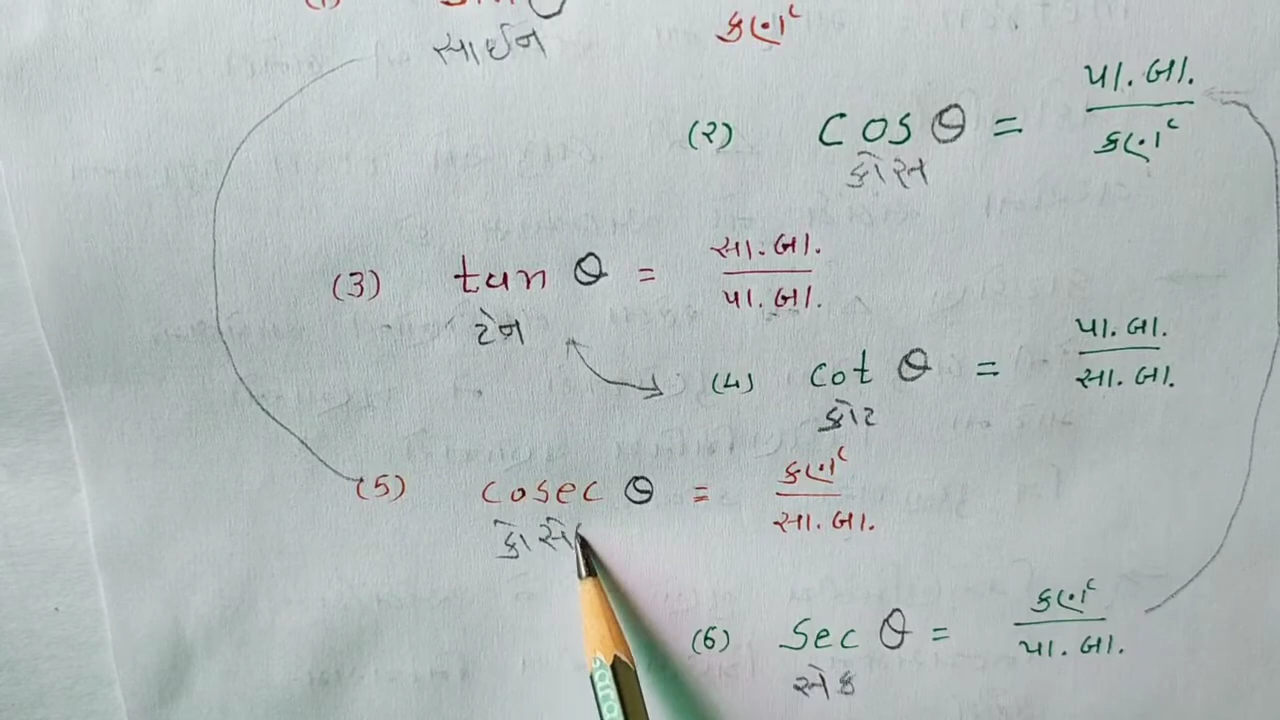 સાઈન
કર્ણ
(૨) cos θ = પા.બા. / કર્ણ
કોસ
(3) tan θ = સા.બા. / પા.બા.
ટેન
(૪) cot θ = પા.બા. / સા.બા.
કોટ
(5) cosec θ = કર્ણ / સા.બા.
કોસે
(6) sec θ = કર્ણ / પા.બા.
સેક